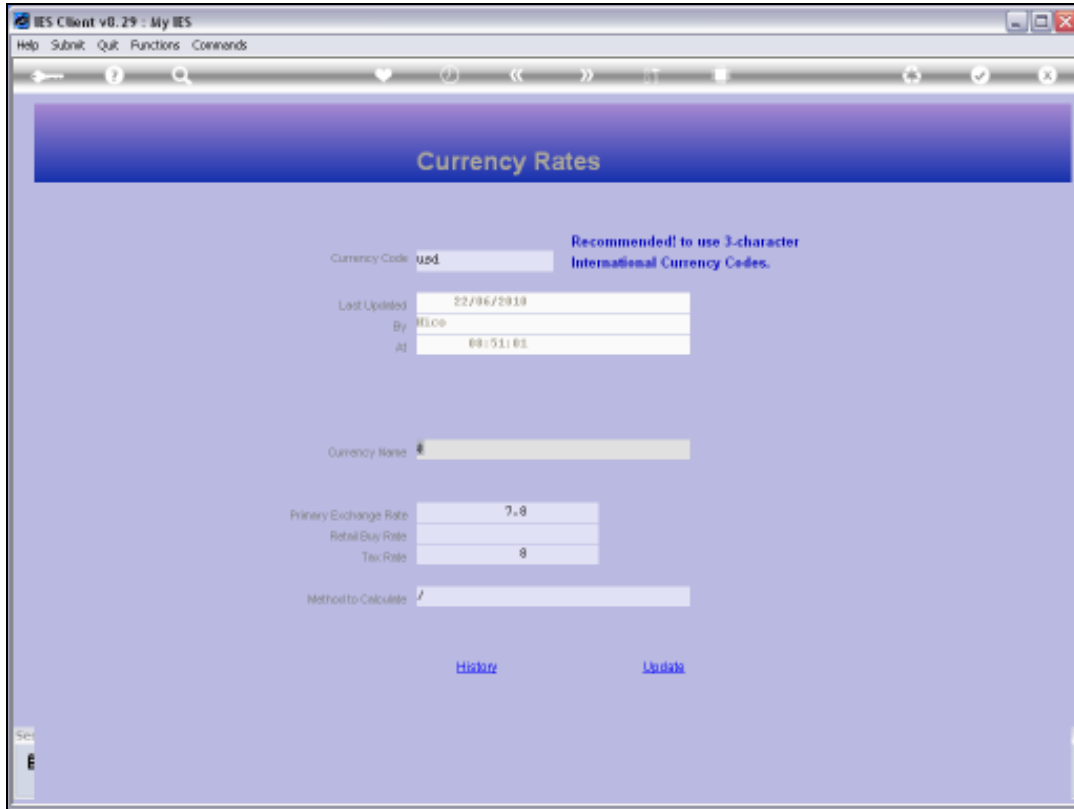 IES Client v8.29 : My IES
Help Submit Quit Functions Commands
Currency Rates
Currency Code usd
Recommended! to use 3-character
International Currency Codes.
Last Updated 22/06/2010
By Nico
At 08:51:01
Currency Name
Primary Exchange Rate 7.8
Retail Buy Rate
Tax Rate 8
Method to Calculate /
History Update